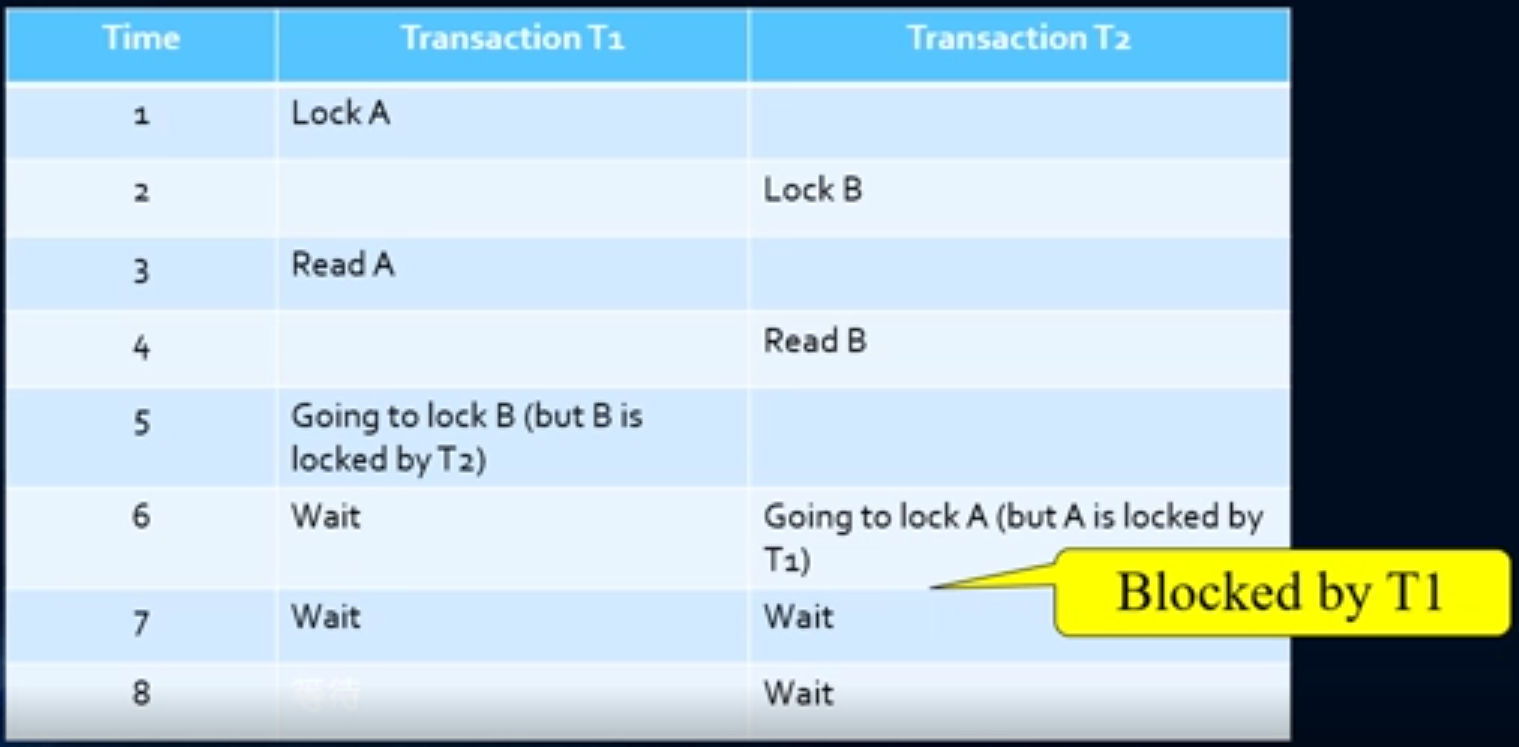 Time Transaction T1 Transaction T2
1 Lock A
2 Lock B
3 Read A
4 Read B
5 Going to lock B (but B is
locked by T2)
6 Wait Going to lock A (but A is locked by
T1)
Blocked by T1
7 Wait Wait
8 等待 Wait